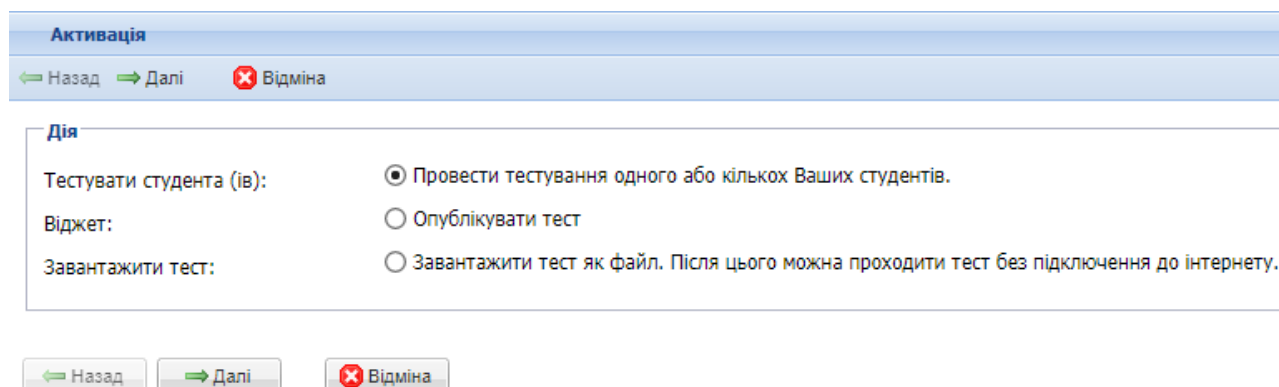 Активація
Назад Далі Відміна
Дія
Тестувати студента (ів): Провести тестування одного або кількох Ваших студентів.
Віджет: Опублікувати тест
Завантажити тест: Завантажити тест як файл. Після цього можна проходити тест без підключення до інтернету.
Назад Далі Відміна